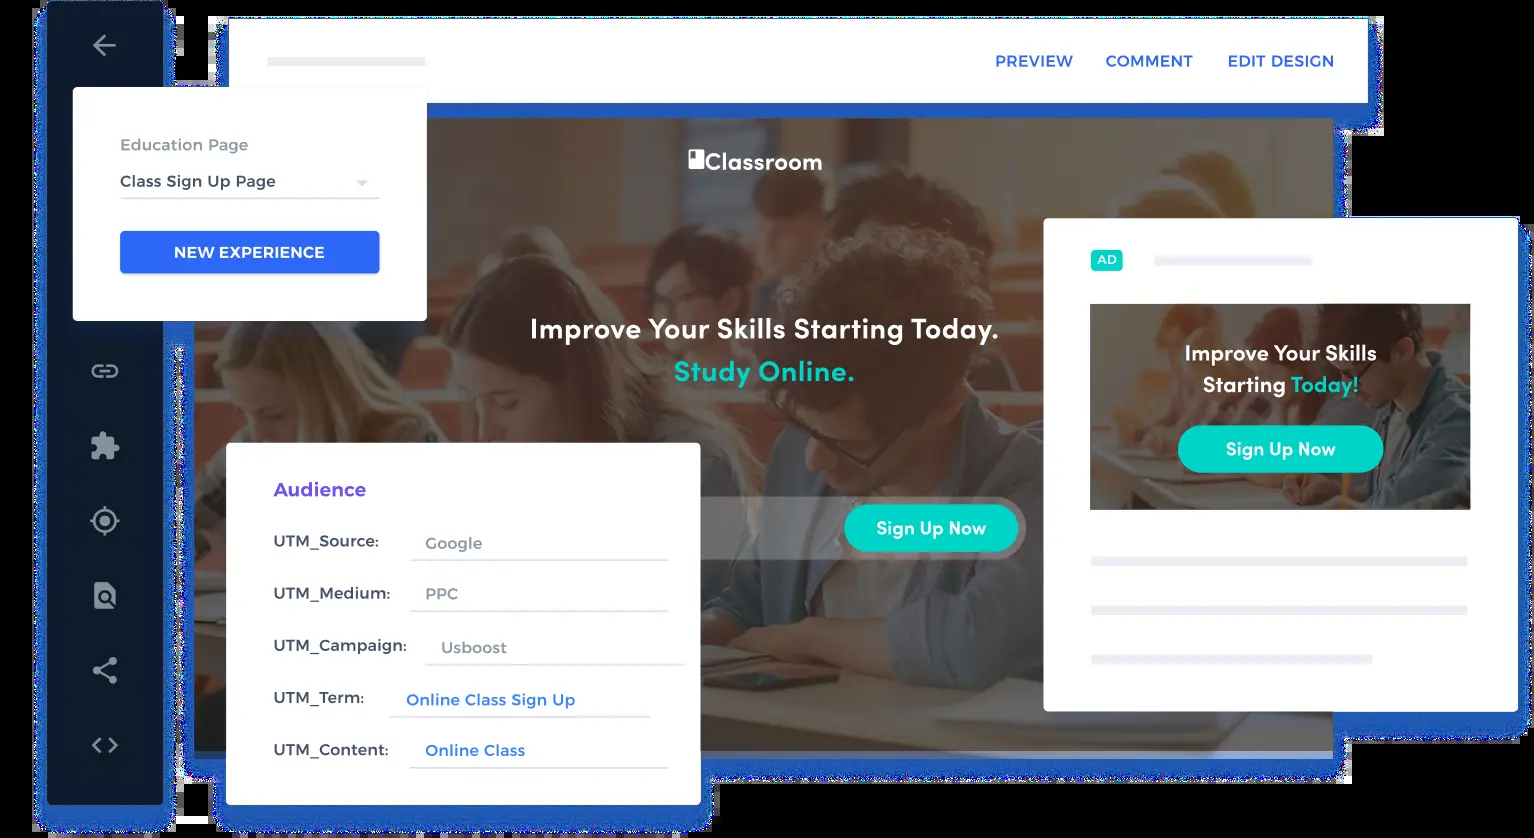 PREVIEW COMMENT EDIT DESIGN
Education Page
Class Sign Up Page
NEW EXPERIENCE
Classroom
Improve Your Skills Starting Today.
Study Online.
Sign Up Now
AD
Improve Your Skills
Starting Today!
Sign Up Now
Audience
UTM_Source: Google
UTM_Medium: PPC
UTM_Campaign: Usboost
UTM_Term: Online Class Sign Up
UTM_Content: Online Class